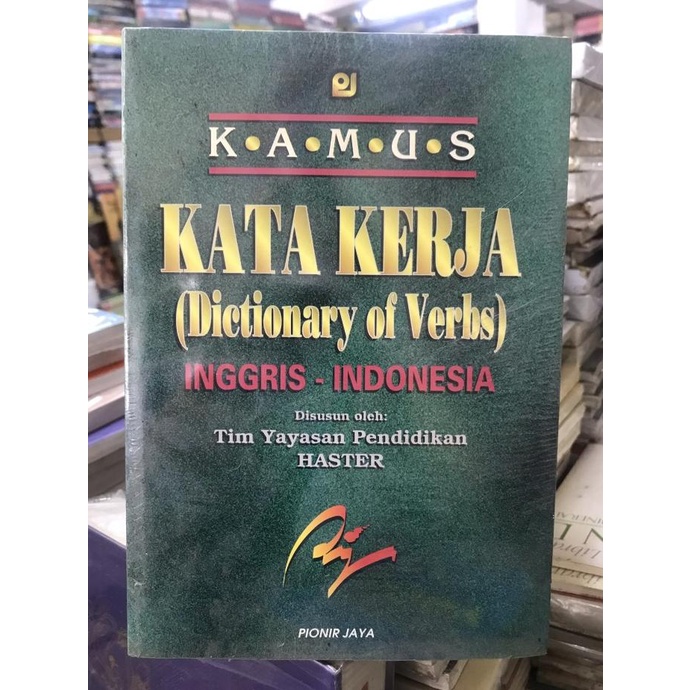 K•A•M•U•S
KATA KERJA
(Dictionary of Verbs)
INGGRIS - INDONESIA
Disusun oleh:
Tim Yayasan Pendidikan
HASTER
PIONIR JAYA